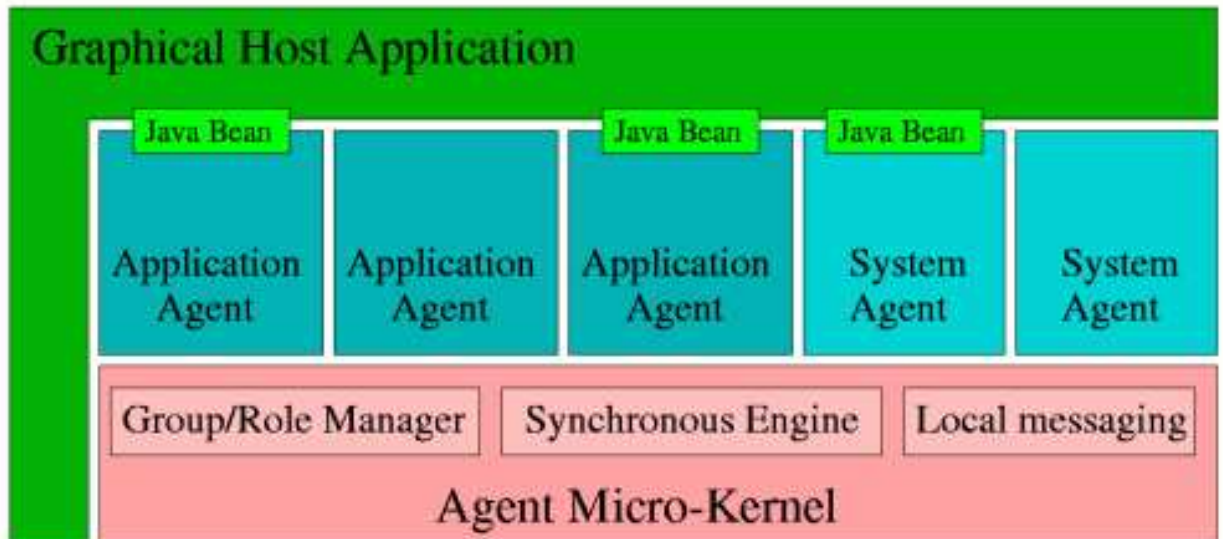 Graphical Host Application
Java Bean
Java Bean
Java Bean
Application
Agent
Application
Agent
Application
Agent
System
Agent
System
Agent
Group/Role Manager
Synchronous Engine
Local messaging
Agent Micro-Kernel